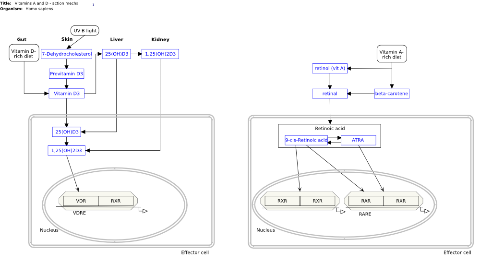 Title: Vitamins A and D - action mechs
Organism: Homo sapiens
UV-B light
Gut
Skin
Liver
Kidney
Vitamin D-
rich diet
7-Dehydrocholesterol
25(OH)D3
1,25(OH)2D3
Previtamin D3
Vitamin D3
25(OH)D3
1,25(OH)2D3
VDR
RXR
VDRE
Nucleus
Effector cell
Vitamin A-
rich diet
retinol (vit A)
retinal
beta-carotene
Retinoic acid
9-cis-Retinoic acid
ATRA
RXR
RXR
RAR
RAR
RARE
Nucleus
Effector cell